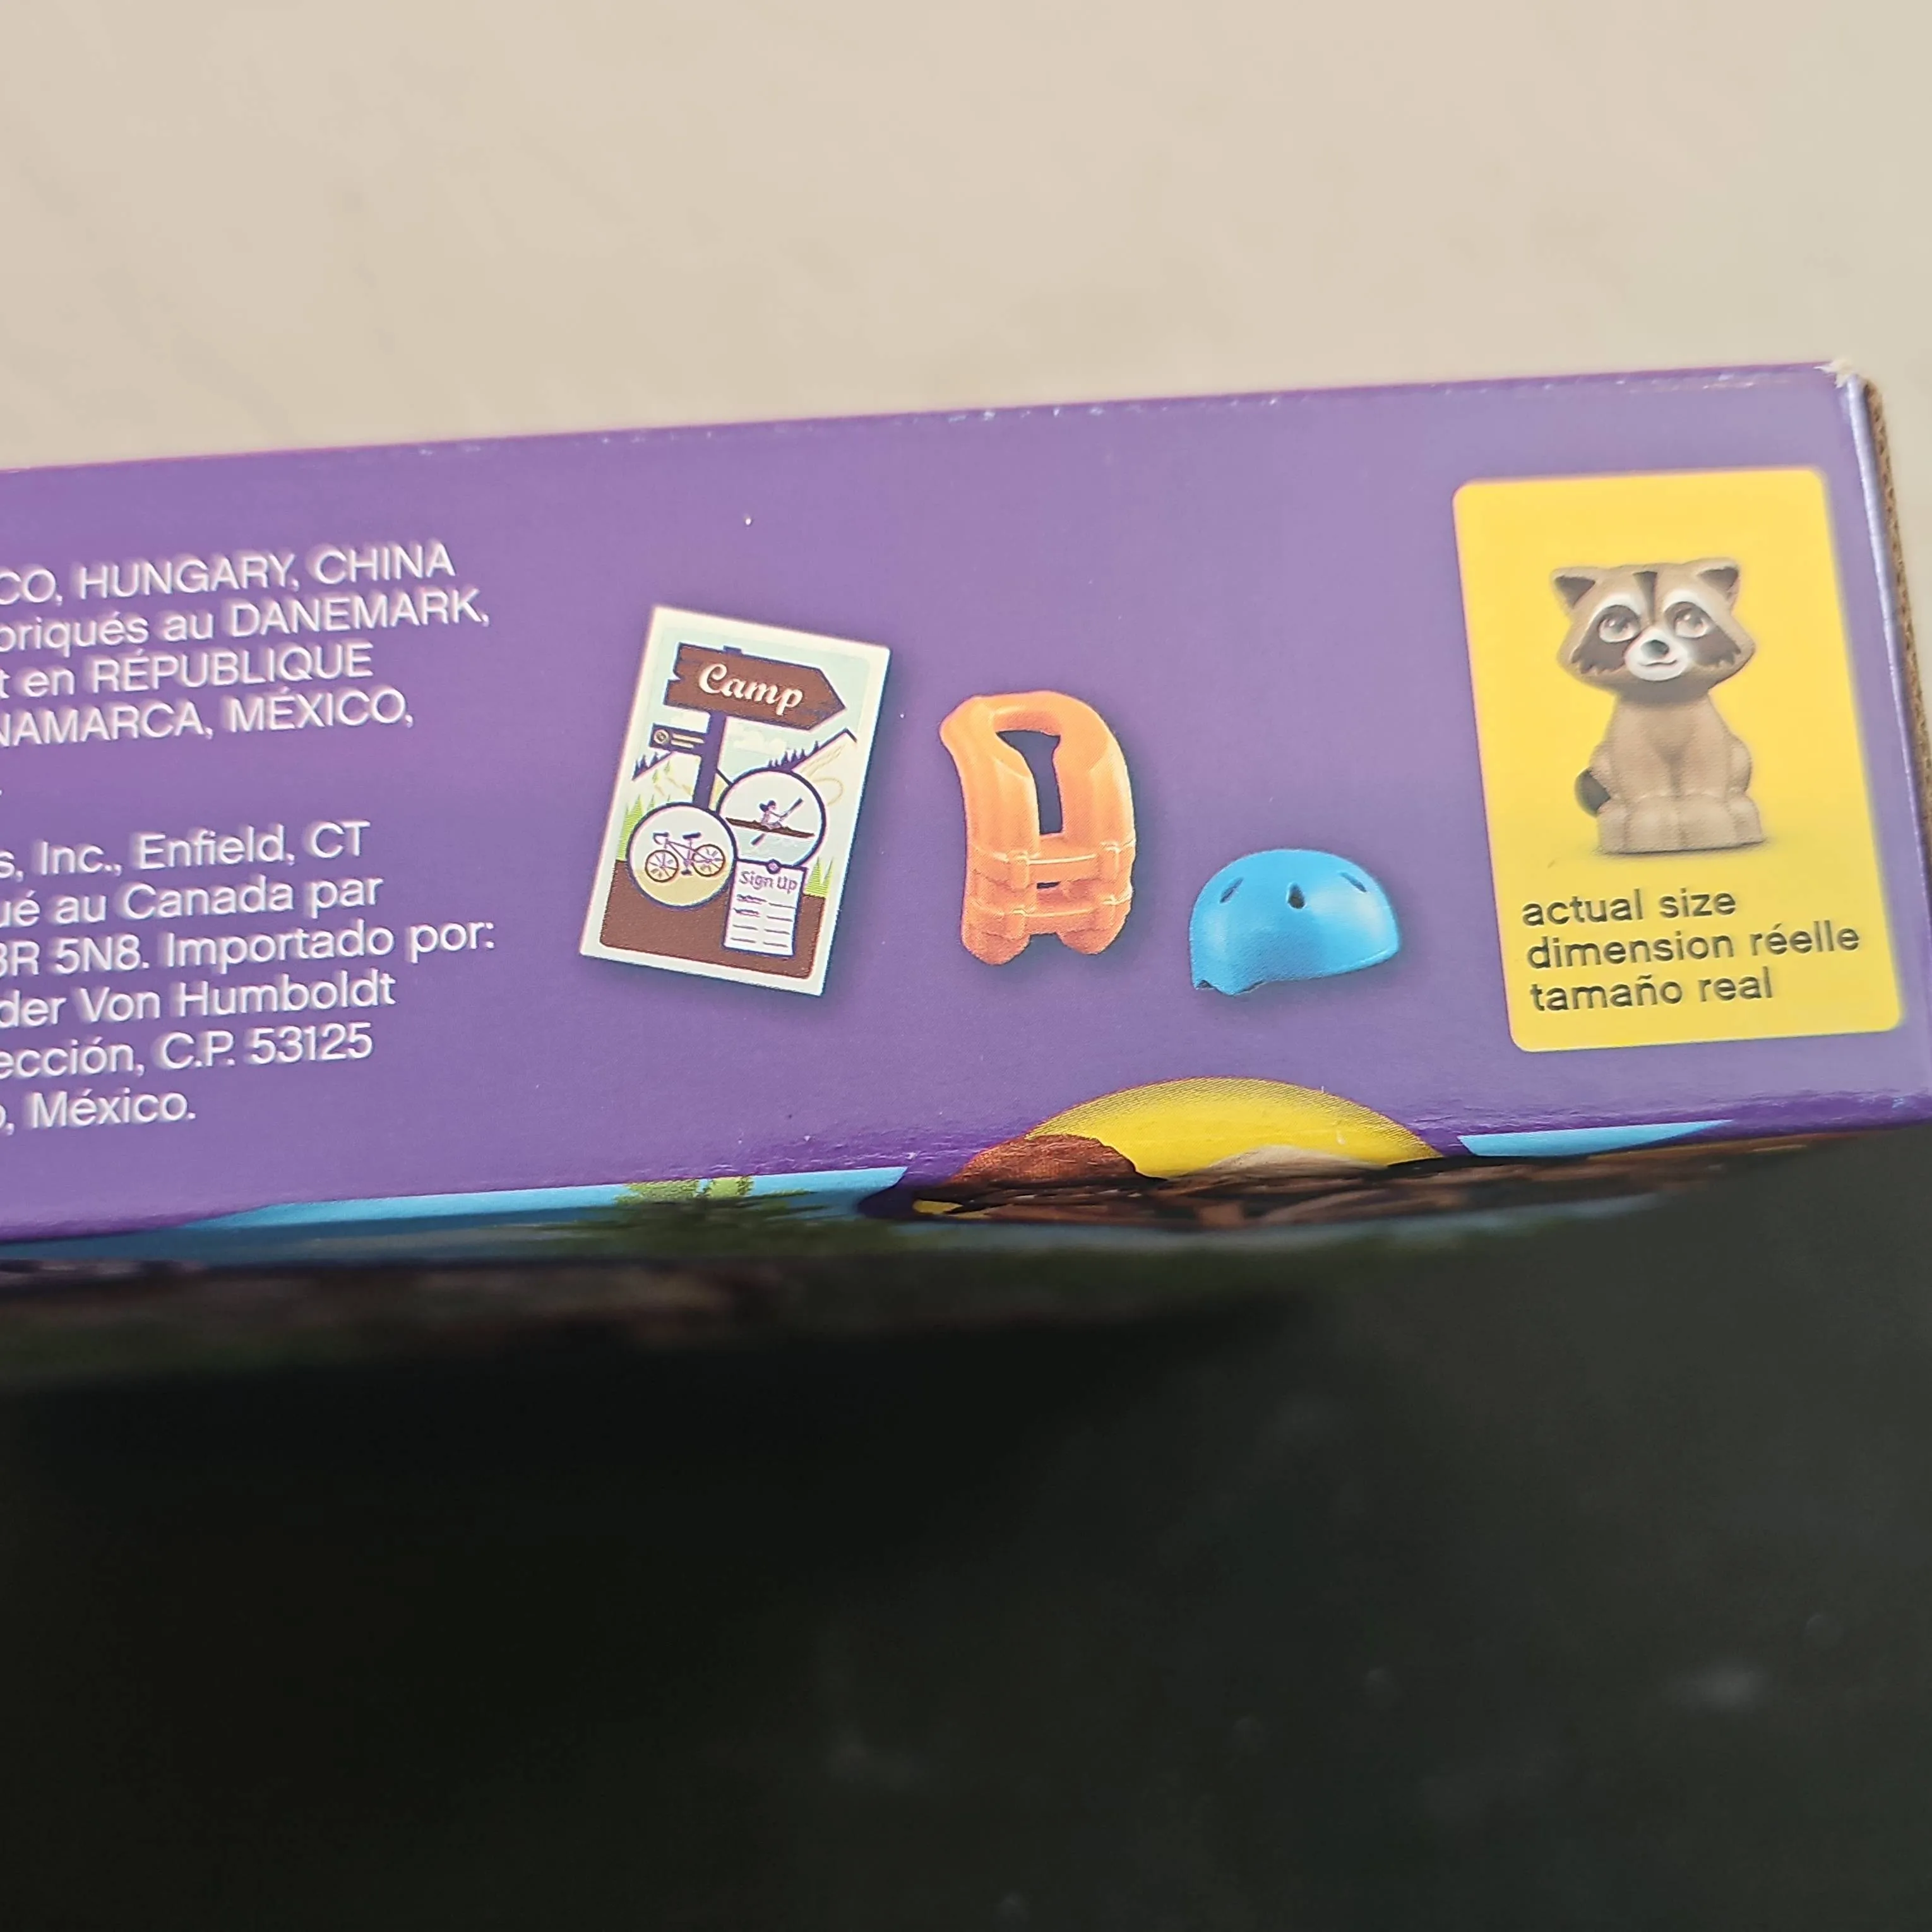 CO, HUNGARY, CHINA
briqués au DANEMARK,
t en RÉPUBLIQUE
NAMARCA, MÉXICO,
s, Inc., Enfield, CT
ué au Canada par
3R 5N8. Importado por:
der Von Humboldt
ección, C.P. 53125
o, México.
Camp
Sign Up
actual size
dimension réelle
tamaño real